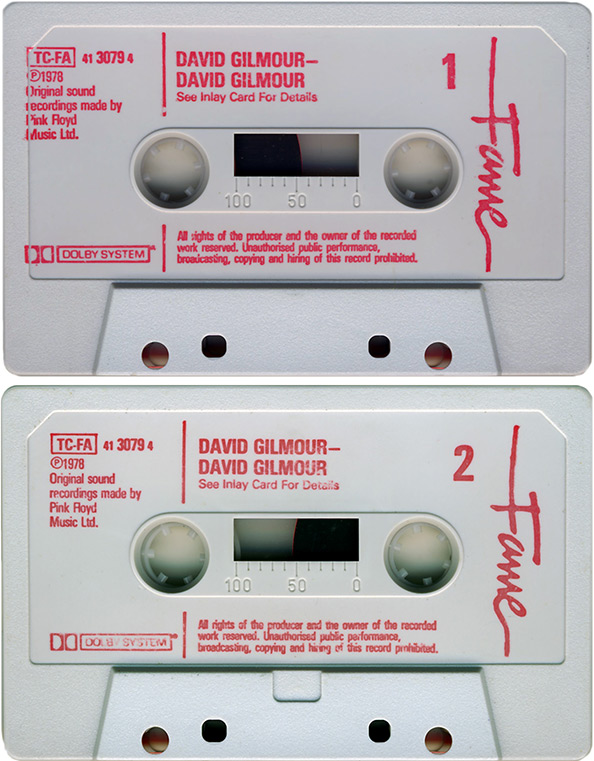 TC-FA 41 3079 4
℗1978
Original sound
recordings made by
Pink Floyd
Music Ltd.
DAVID GILMOUR—
DAVID GILMOUR
See Inlay Card For Details
1
Fame
100 50 0
DOLBY SYSTEM
All rights of the producer and the owner of the recorded
work reserved. Unauthorised public performance,
broadcasting, copying and hiring of this record prohibited.
TC-FA 41 3079 4
℗1978
Original sound
recordings made by
Pink Floyd
Music Ltd.
DAVID GILMOUR—
DAVID GILMOUR
See Inlay Card For Details
2
Fame
100 50 0
DOLBY SYSTEM
All rights of the producer and the owner of the recorded
work reserved. Unauthorised public performance,
broadcasting, copying and hiring of this record prohibited.